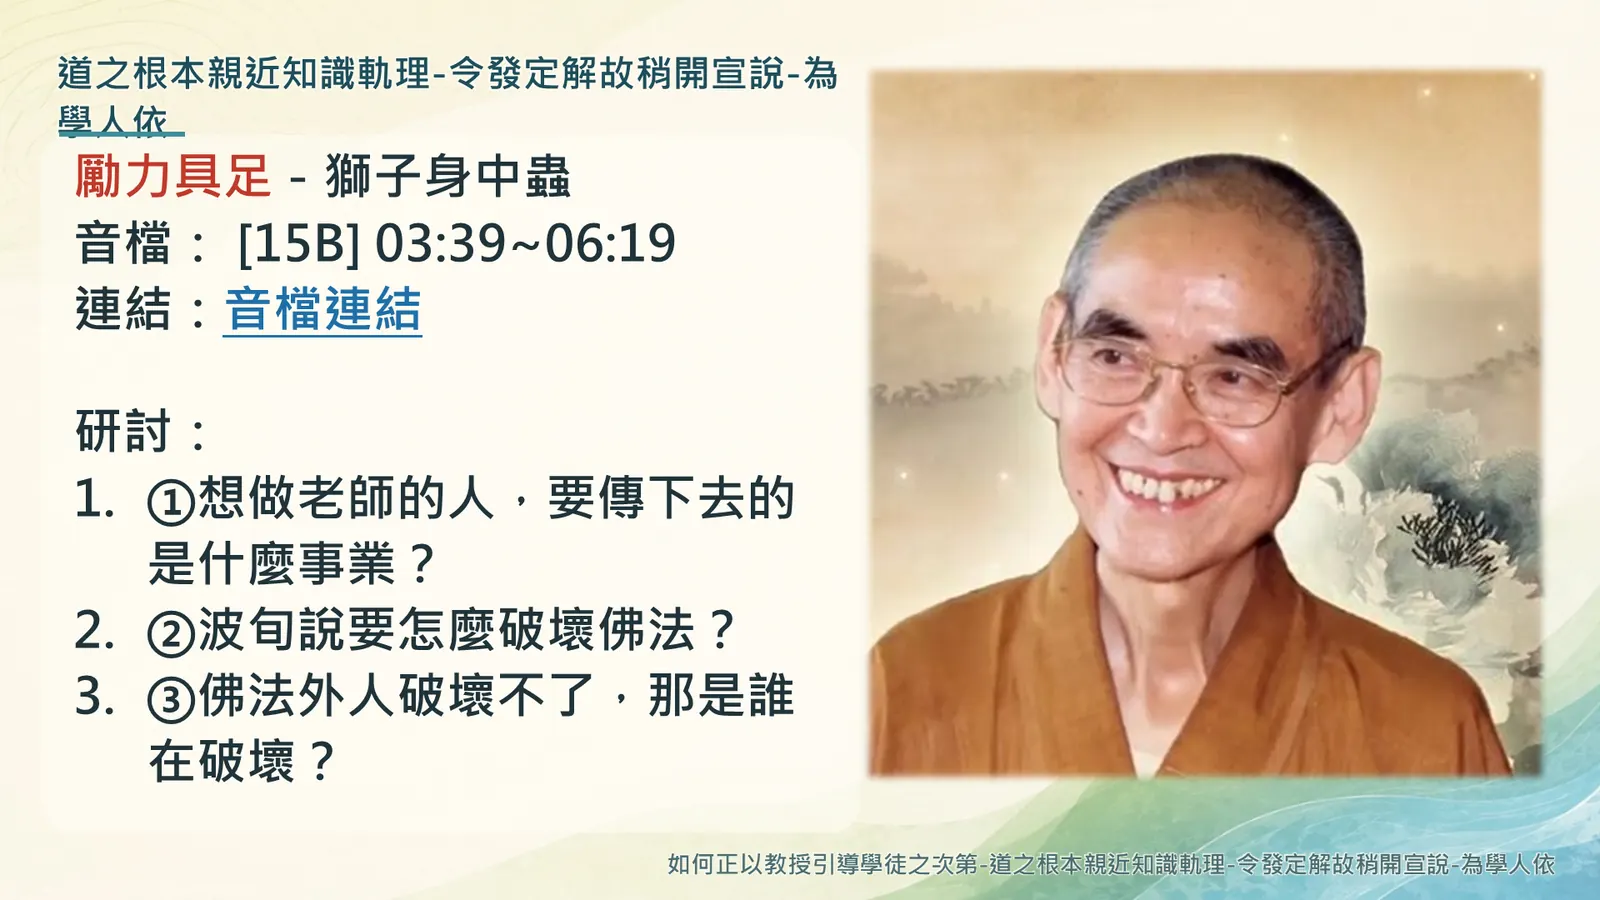 道之根本親近知識軌理-令發定解故稍開宣說-為
學人依
勵力具足 - 獅子身中蟲
音檔： [15B] 03:39~06:19
連結：音檔連結
研討：
1. ①想做老師的人，要傳下去的
是什麼事業？
2. ②波旬說要怎麼破壞佛法？
3. ③佛法外人破壞不了，那是誰
在破壞？
如何正以教授引導學徒之次第-道之根本親近知識軌理-令發定解故稍開宣說-為學人依